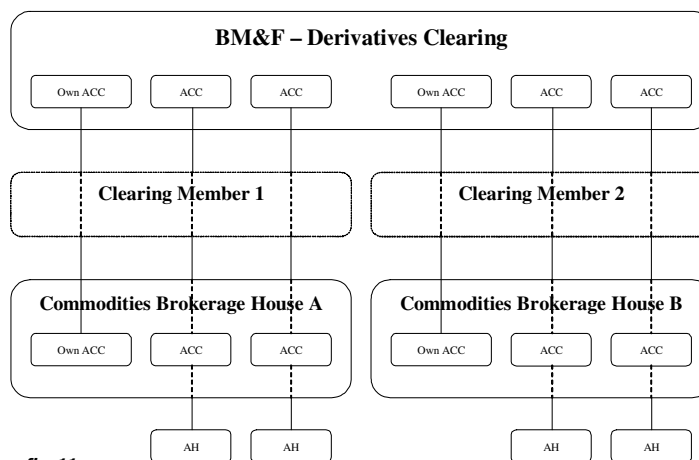 BM&F – Derivatives Clearing
Own ACC ACC ACC Own ACC ACC ACC
Clearing Member 1 Clearing Member 2
Commodities Brokerage House A Commodities Brokerage House B
Own ACC ACC ACC Own ACC ACC ACC
AH AH AH AH